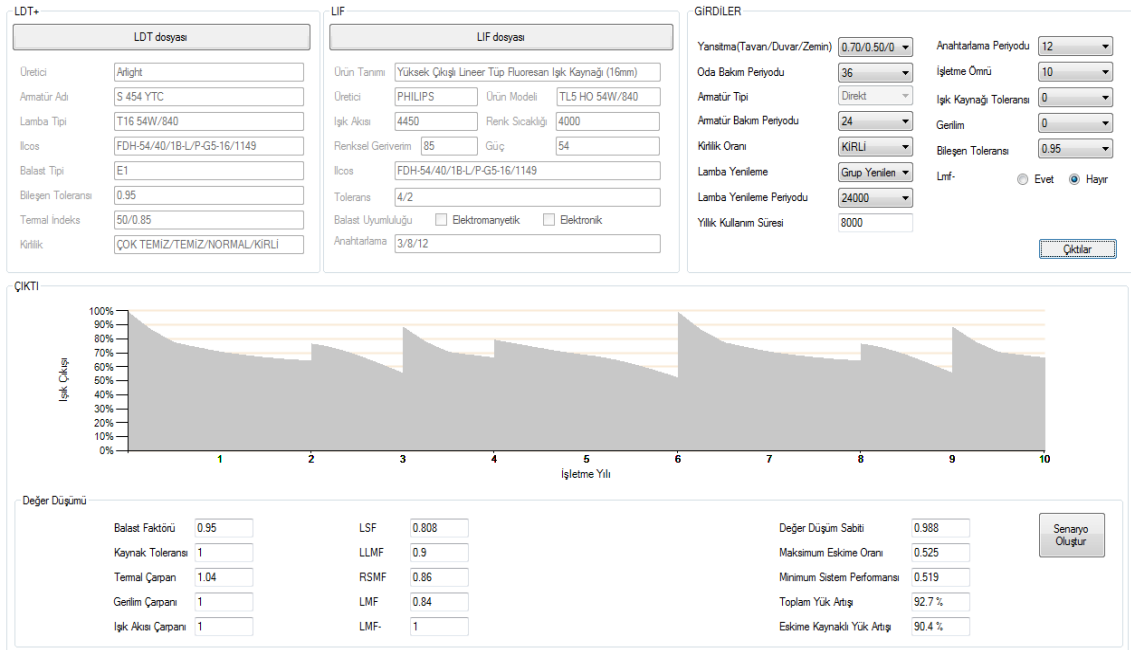 LDT+
LDT dosyası
Üretici Arlight
Armatür Adı S 454 YTC
Lamba Tipi T16 54W/840
Ilcos FDH-54/40/1B-L/P-G5-16/1149
Balast Tipi E1
Bileşen Toleransı 0.95
Termal İndeks 50/0.85
Kirlilik ÇOK TEMİZ/TEMİZ/NORMAL/KİRLİ
LIF
LIF dosyası
Ürün Tanımı Yüksek Çıkışlı Lineer Tüp Fluoresan Işık Kaynağı (16mm)
Üretici PHILIPS Ürün Modeli TL5 HO 54W/840
Işık Akısı 4450 Renk Sıcaklığı 4000
Renksel Geriverim 85 Güç 54
Ilcos FDH-54/40/1B-L/P-G5-16/1149
Tolerans 4/2
Balast Uyumluluğu Elektromanyetik Elektronik
Anahtarlama 3/8/12
GİRDİLER
Yansıtma(Tavan/Duvar/Zemin) 0.70/0.50/0 Anahtarlama Periyodu 12
Oda Bakım Periyodu 36 İşletme Ömrü 10
Armatür Tipi Direkt Işık Kaynağı Toleransı 0
Armatür Bakım Periyodu 24 Gerilim 0
Kirlilik Oranı KİRLİ Bileşen Toleransı 0.95
Lamba Yenileme Grup Yenilen Lmf- Evet Hayır
Lamba Yenileme Periyodu 24000
Yıllık Kullanım Süresi 8000
Çıktılar
ÇIKTI
100%
90%
80%
70%
60%
50%
40%
30%
20%
10%
0%
Işık Çıkışı
1 2 3 4 5 6 7 8 9 10
İşletme Yılı
Değer Düşümü
Balast Faktörü 0.95 LSF 0.808 Değer Düşüm Sabiti 0.988
Kaynak Toleransı 1 LLMF 0.9 Maksimum Eskime Oranı 0.525
Termal Çarpan 1.04 RSMF 0.86 Minimum Sistem Performansı 0.519
Gerilim Çarpanı 1 LMF 0.84 Toplam Yük Artışı 92.7 %
Işık Akısı Çarpanı 1 LMF- 1 Eskime Kaynaklı Yük Artışı 90.4 %
Senaryo
Oluştur